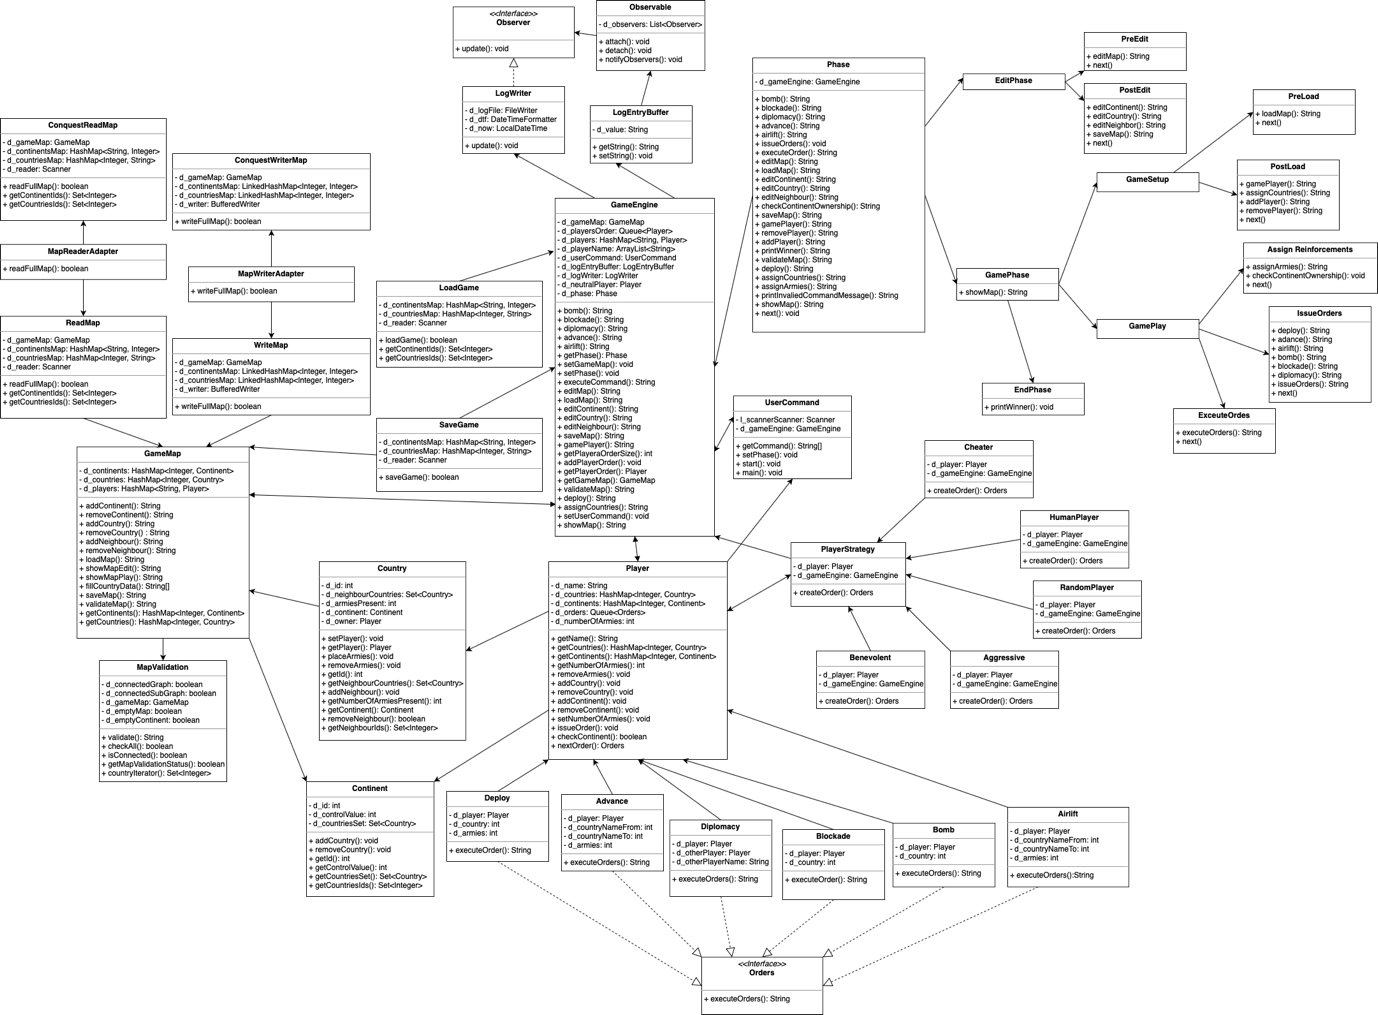 <<Interface>>
Observer
+ update(): void
Observable
- d_observers: List<Observer>
+ attach(): void
+ detach(): void
+ notifyObservers(): void
LogWriter
- d_logFile: FileWriter
- d_dtf: DateTimeFormatter
- d_now: LocalDateTime
+ update(): void
LogEntryBuffer
- d_value: String
+ getString(): String
+ setString(): void
Phase
- d_gameEngine: GameEngine
+ bomb(): String
+ blockade(): String
+ diplomacy(): String
+ advance(): String
+ airlift(): String
+ issueOrders(): void
+ executeOrder(): String
+ editMap(): String
+ loadMap(): String
+ editContinent(): String
+ editCountry(): String
+ editNeighbour(): String
+ checkContinentOwnership(): String
+ saveMap(): String
+ gamePlayer(): String
+ removePlayer(): String
+ addPlayer(): String
+ printWinner(): String
+ validateMap(): String
+ deploy(): String
+ assignCountries(): String
+ assignArmies(): String
+ printInvaliedCommandMessage(): String
+ showMap(): String
+ next(): void
EditPhase
PreEdit
+ editMap(): String
+ next()
PostEdit
+ editContinent(): String
+ editCountry(): String
+ editNeighbor(): String
+ saveMap(): String
+ next()
PreLoad
+ loadMap(): String
+ next()
GameSetup
PostLoad
+ gamePlayer(): String
+ assignCountries(): String
+ addPlayer(): String
+ removePlayer(): String
+ next()
GamePhase
+ showMap(): String
Assign Reinforcements
+ assignArmies(): String
+ checkContinentOwnership(): void
+ next()
GamePlay
IssueOrders
+ deploy(): String
+ adance(): String
+ airlift(): String
+ bomb(): String
+ blockade(): String
+ diplomacy(): String
+ issueOrders(): String
+ next()
EndPhase
+ printWinner(): void
ExceuteOrdes
+ executeOrders(): String
+ next()
ConquestReadMap
- d_gameMap: GameMap
- d_continentsMap: HashMap<String, Integer>
- d_countriesMap: HashMap<Integer, String>
- d_reader: Scanner
+ readFullMap(): boolean
+ getContinentIds(): Set<Integer>
+ getCountriesIds(): Set<Integer>
ConquestWriterMap
- d_gameMap: GameMap
- d_continentsMap: LinkedHashMap<Integer, Integer>
- d_countriesMap: LinkedHashMap<Integer, Integer>
- d_writer: BufferedWriter
+ writeFullMap(): boolean
MapReaderAdapter
+ readFullMap(): boolean
MapWriterAdapter
+ writeFullMap(): boolean
ReadMap
- d_gameMap: GameMap
- d_continentsMap: HashMap<String, Integer>
- d_countriesMap: HashMap<Integer, String>
- d_reader: Scanner
+ readFullMap(): boolean
+ getContinentIds(): Set<Integer>
+ getCountriesIds(): Set<Integer>
WriteMap
- d_gameMap: GameMap
- d_continentsMap: LinkedHashMap<Integer, Integer>
- d_countriesMap: LinkedHashMap<Integer, Integer>
- d_writer: BufferedWriter
+ writeFullMap(): boolean
LoadGame
- d_continentsMap: HashMap<String, Integer>
- d_countriesMap: HashMap<Integer, String>
- d_reader: Scanner
+ loadGame(): boolean
+ getContinentIds(): Set<Integer>
+ getCountriesIds(): Set<Integer>
SaveGame
- d_continentsMap: HashMap<String, Integer>
- d_countriesMap: HashMap<Integer, String>
- d_reader: Scanner
+ saveGame(): boolean
GameEngine
- d_gameMap: GameMap
- d_playersOrder: Queue<Player>
- d_players: HashMap<String, Player>
- d_playerName: ArrayList<String>
- d_userCommand: UserCommand
- d_logEntryBuffer: LogEntryBuffer
- d_logWriter: LogWriter
- d_neutralPlayer: Player
- d_phase: Phase
+ bomb(): String
+ blockade(): String
+ diplomacy(): String
+ advance(): String
+ airlift(): String
+ getPhase(): Phase
+ setGameMap(): void
+ setPhase(): void
+ executeCommand(): String
+ editMap(): String
+ loadMap(): String
+ editContinent(): String
+ editCountry(): String
+ editNeighbour(): String
+ saveMap(): String
+ gamePlayer(): String
+ getPlayeraOrderSize(): int
+ addPlayerOrder(): void
+ getPlayerOrder(): Player
+ getGameMap(): GameMap
+ validateMap(): String
+ deploy(): String
+ assignCountries(): String
+ setUserCommand(): void
+ showMap(): String
UserCommand
- l_scannerScanner: Scanner
- d_gameEngine: GameEngine
+ getCommand(): String[]
+ setPhase(): void
+ start(): void
+ main(): void
GameMap
- d_continents: HashMap<Integer, Continent>
- d_countries: HashMap<Integer, Country>
- d_players: HashMap<String, Player>
+ addContinent(): String
+ removeContinent(): String
+ addCountry(): String
+ removeCountry() : String
+ addNeighbour(): String
+ removeNeighbour(): String
+ loadMap(): String
+ showMapEdit(): String
+ showMapPlay(): String
+ fillCountryData(): String[]
+ saveMap(): String
+ validateMap(): String
+ getContinents(): HashMap<Integer, Continent>
+ getCountries(): HashMap<Integer, Country>
MapValidation
- d_connectedGraph: boolean
- d_connectedSubGraph: boolean
- d_gameMap: GameMap
- d_emptyMap: boolean
- d_emptyContinent: boolean
+ validate(): String
+ checkAll(): boolean
+ isConnected(): boolean
+ getMapValidationStatus(): boolean
+ countryIterator(): Set<Integer>
Country
- d_id: int
- d_neighbourCountries: Set<Country>
- d_armiesPresent: int
- d_continent: Continent
- d_owner: Player
+ setPlayer(): void
+ getPlayer(): Player
+ placeArmies(): void
+ removeArmies(): void
+ getId(): int
+ getNeighbourCountries(): Set<Country>
+ addNeighbour(): void
+ getNumberOfArmiesPresent(): int
+ getContinent(): Continent
+ removeNeighbour(): boolean
+ getNeighbourIds(): Set<Integer>
Continent
- d_id: int
- d_controlValue: int
- d_countriesSet: Set<Country>
+ addCountry(): void
+ removeCountry(): void
+ getId(): int
+ getControlValue(): int
+ getCountriesSet(): Set<Country>
+ getCountriesIds(): Set<Integer>
Player
- d_name: String
- d_countries: HashMap<Integer, Country>
- d_continents: HashMap<Integer, Continent>
- d_orders: Queue<Orders>
- d_numberOfArmies: int
+ getName(): String
+ getCountries(): HashMap<Integer, Country>
+ getContinents(): HashMap<Integer, Continent>
+ getNumberOfArmies(): int
+ removeArmies(): void
+ addCountry(): void
+ removeCountry(): void
+ addContinent(): void
+ removeContinent(): void
+ setNumberOfArmies(): void
+ issueOrder(): void
+ checkContinent(): boolean
+ nextOrder(): Orders
PlayerStrategy
- d_player: Player
- d_gameEngine: GameEngine
+ createOrder(): Orders
Cheater
- d_player: Player
- d_gameEngine: GameEngine
+ createOrder(): Orders
HumanPlayer
- d_player: Player
- d_gameEngine: GameEngine
+ createOrder(): Orders
RandomPlayer
- d_player: Player
- d_gameEngine: GameEngine
+ createOrder(): Orders
Benevolent
- d_player: Player
- d_gameEngine: GameEngine
+ createOrder(): Orders
Aggressive
- d_player: Player
- d_gameEngine: GameEngine
+ createOrder(): Orders
Deploy
- d_player: Player
- d_country: int
- d_armies: int
+ executeOrder(): String
Advance
- d_player: Player
- d_countryNameFrom: int
- d_countryNameTo: int
- d_armies: int
+ executeOrders(): String
Diplomacy
- d_player: Player
- d_otherPlayer: Player
- d_otherPlayerName: String
+ executeOrders(): String
Blockade
- d_player: Player
- d_country: int
+ executeOrder(): String
Bomb
- d_player: Player
- d_country: int
+ executeOrders(): String
Airlift
- d_player: Player
- d_countryNameFrom: int
- d_countryNameTo: int
- d_armies: int
+ executeOrders():String
<<Interface>>
Orders
+ executeOrders(): String